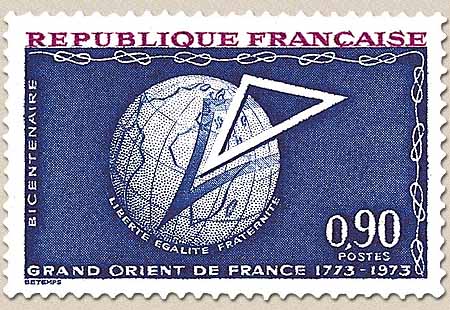 REPUBLIQUE FRANÇAISE
BICENTENAIRE
LIBERTÉ ÉGALITÉ FRATERNITÉ
0,90
POSTES
GRAND ORIENT DE FRANCE 1773-1973
BETEMPS